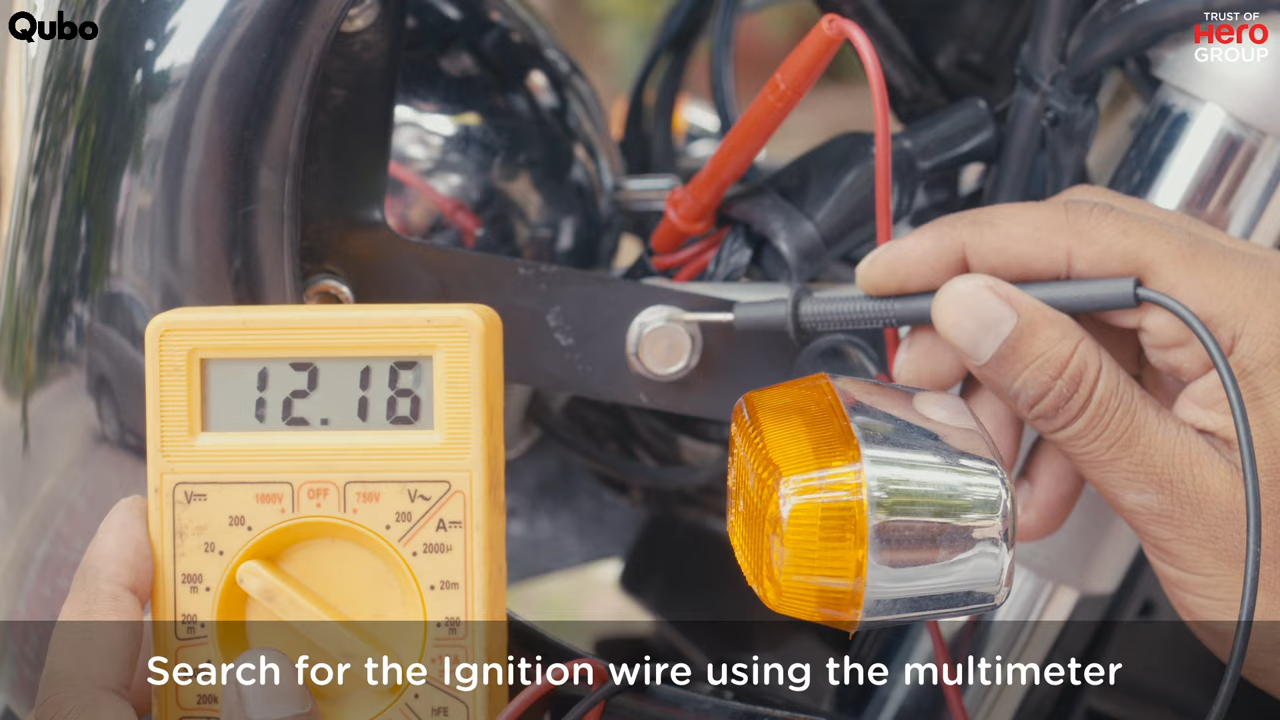 Qubo
TRUST OF
Hero
GROUP
12.16
V⎓
1000V
OFF
750V
V~
200
200
A⎓
20
2000µ
2000
m
20m
200
m
200
m
200k
hFE
Search for the Ignition wire using the multimeter